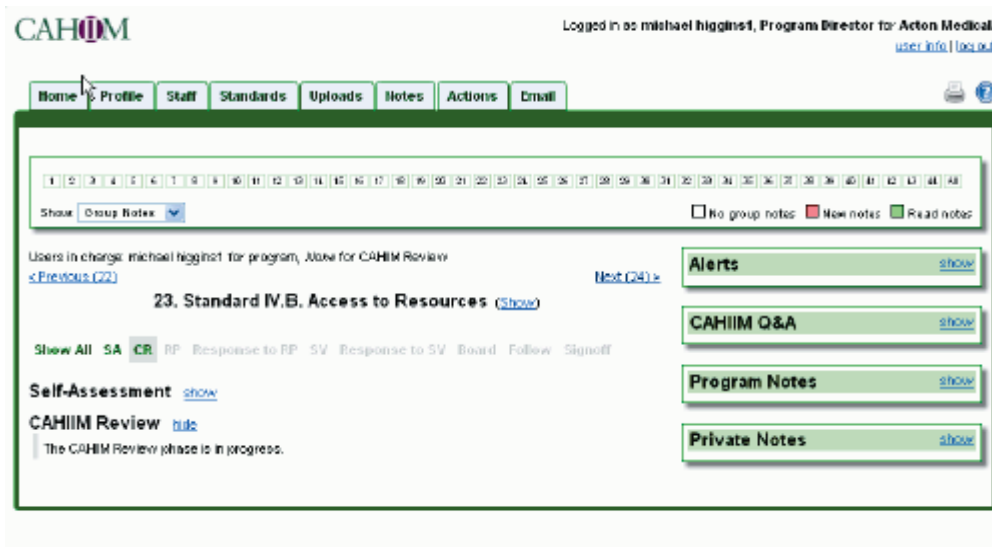 CAHIIM
Logged in as michael higgins1, Program Director for Acton Medical
user info | log out
Home Profile Staff Standards Uploads Notes Actions Email
1 2 3 4 5 6 7 8 9 10 11 12 13 14 15 16 17 18 19 20 21 22 23 24 25 26 27 28 29 30 31 32 33 34 35 36 37 38 39 40 41 42 43 44 All
Show: Group Notes
No group notes New notes Read notes
Users in charge: michael higgins1 for program, None for CAHIIM Review
< Previous (22) Next (24) >
23. Standard IV.B. Access to Resources (Show)
Show All SA CR RP Response to RP SV Response to SV Board Follow Signoff
Self-Assessment show
CAHIIM Review hide
The CAHIIM Review phase is in progress.
Alerts show
CAHIIM Q&A show
Program Notes show
Private Notes show